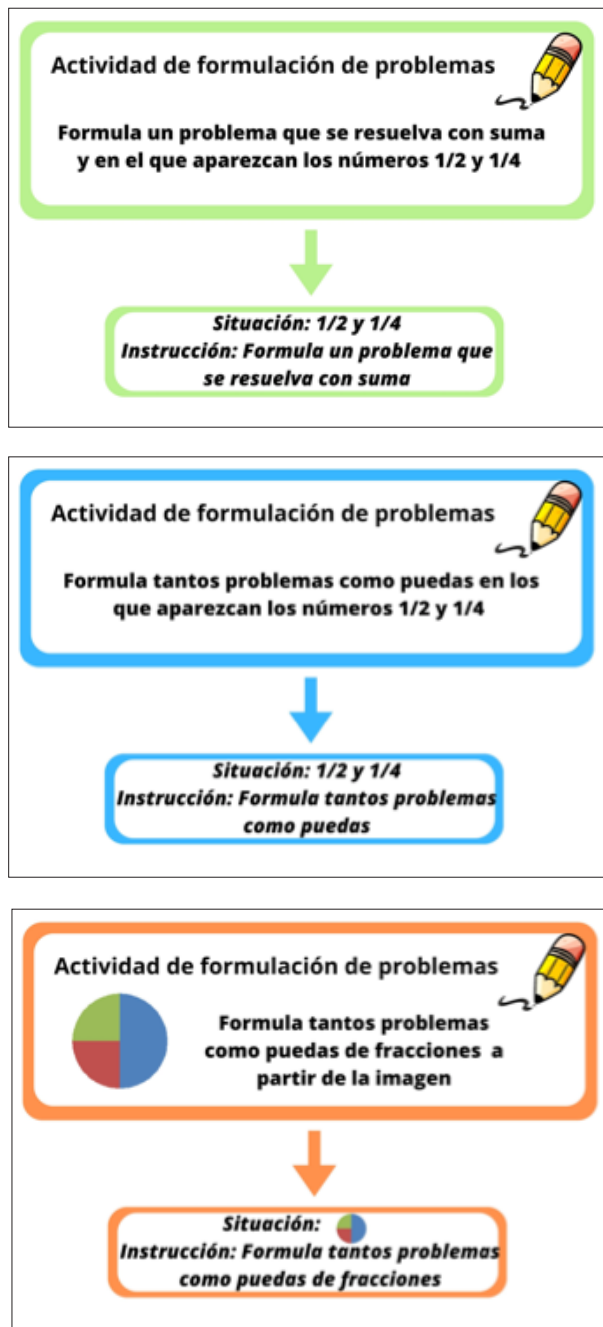 Actividad de formulación de problemas
Formula un problema que se resuelva con suma
y en el que aparezcan los números 1/2 y 1/4
Situación: 1/2 y 1/4
Instrucción: Formula un problema que
se resuelva con suma
Actividad de formulación de problemas
Formula tantos problemas como puedas en los
que aparezcan los números 1/2 y 1/4
Situación: 1/2 y 1/4
Instrucción: Formula tantos problemas
como puedas
Actividad de formulación de problemas
Formula tantos problemas
como puedas de fracciones a
partir de la imagen
Situación:
Instrucción: Formula tantos problemas
como puedas de fracciones